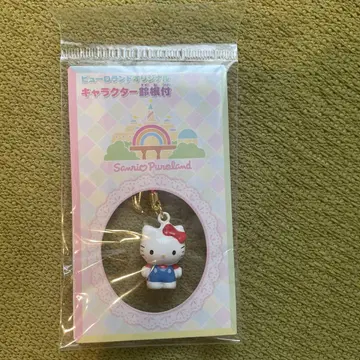 ピューロランドオリジナル
キャラクター鈴根付
Sanrio Puroland